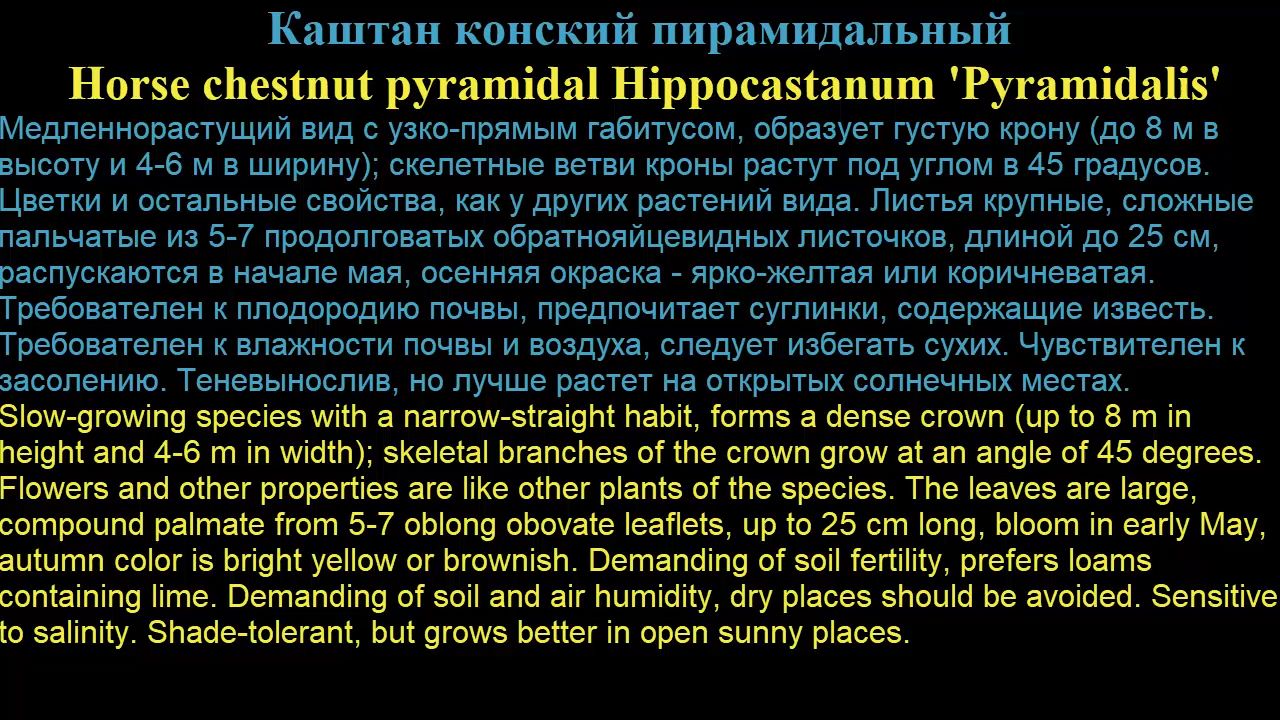 Каштан конский пирамидальный
Horse chestnut pyramidal Hippocastanum 'Pyramidalis'
Медленнорастущий вид с узко-прямым габитусом, образует густую крону (до 8 м в
высоту и 4-6 м в ширину); скелетные ветви кроны растут под углом в 45 градусов.
Цветки и остальные свойства, как у других растений вида. Листья крупные, сложные
пальчатые из 5-7 продолговатых обратнояйцевидных листочков, длиной до 25 см,
распускаются в начале мая, осенняя окраска - ярко-желтая или коричневатая.
Требователен к плодородию почвы, предпочитает суглинки, содержащие известь.
Требователен к влажности почвы и воздуха, следует избегать сухих. Чувствителен к
засолению. Теневынослив, но лучше растет на открытых солнечных местах.
Slow-growing species with a narrow-straight habit, forms a dense crown (up to 8 m in
height and 4-6 m in width); skeletal branches of the crown grow at an angle of 45 degrees.
Flowers and other properties are like other plants of the species. The leaves are large,
compound palmate from 5-7 oblong obovate leaflets, up to 25 cm long, bloom in early May,
autumn color is bright yellow or brownish. Demanding of soil fertility, prefers loams
containing lime. Demanding of soil and air humidity, dry places should be avoided. Sensitive
to salinity. Shade-tolerant, but grows better in open sunny places.